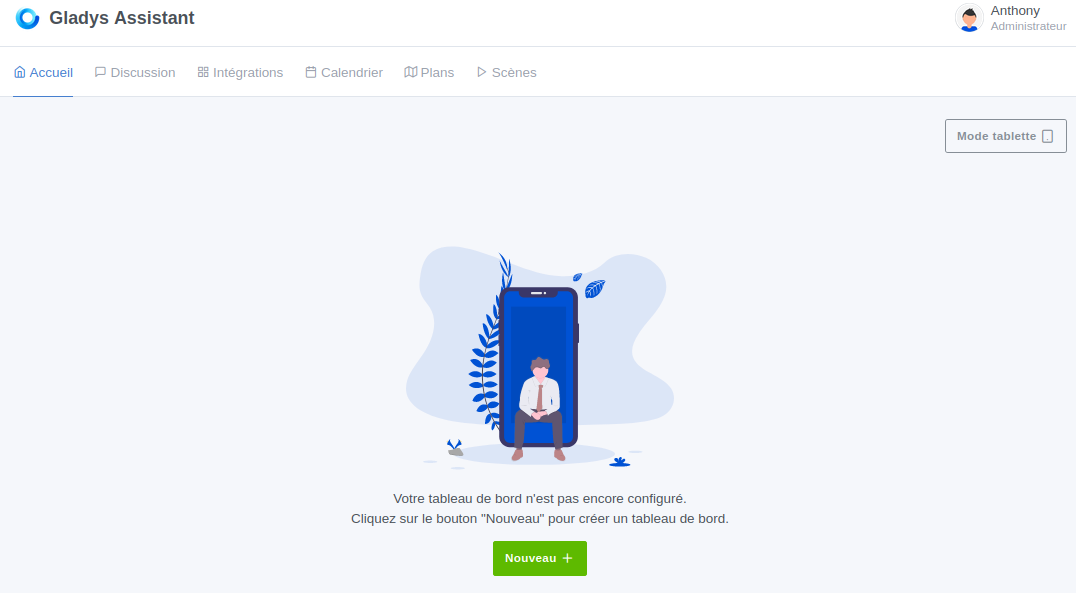 Gladys Assistant
Anthony
Administrateur
Accueil
Discussion
Intégrations
Calendrier
Plans
Scènes
Mode tablette
Votre tableau de bord n'est pas encore configuré.
Cliquez sur le bouton "Nouveau" pour créer un tableau de bord.
Nouveau